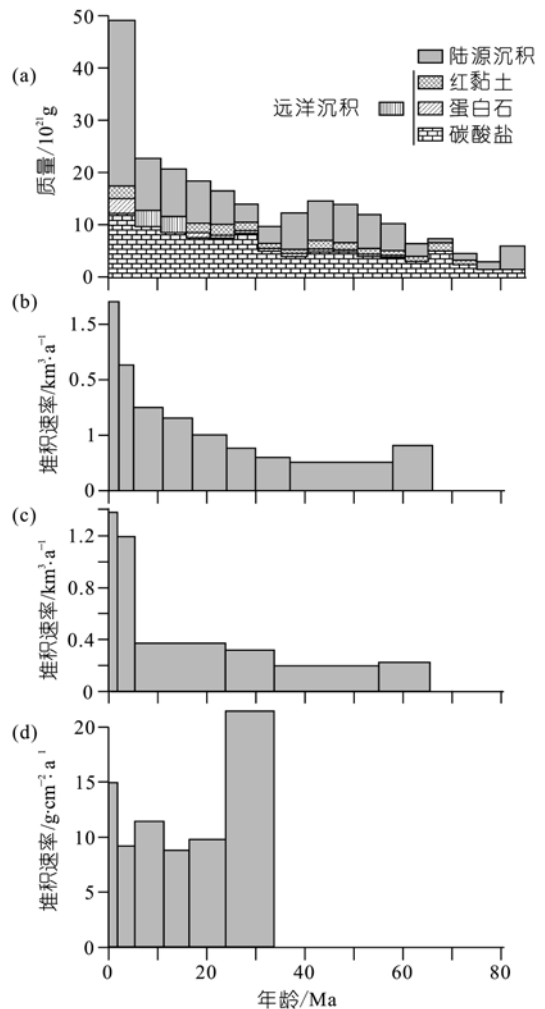 (a)
质量/10²¹g
50
40
30
20
10
0
远洋沉积
陆源沉积
红黏土
蛋白石
碳酸盐
(b)
堆积速率/km³·a⁻¹
1.5
0.5
1
0
(c)
堆积速率/km³·a⁻¹
1.2
0.8
0.4
0
(d)
堆积速率/g·cm⁻²·a⁻¹
20
15
10
5
0
0 20 40 60 80
年龄/Ma